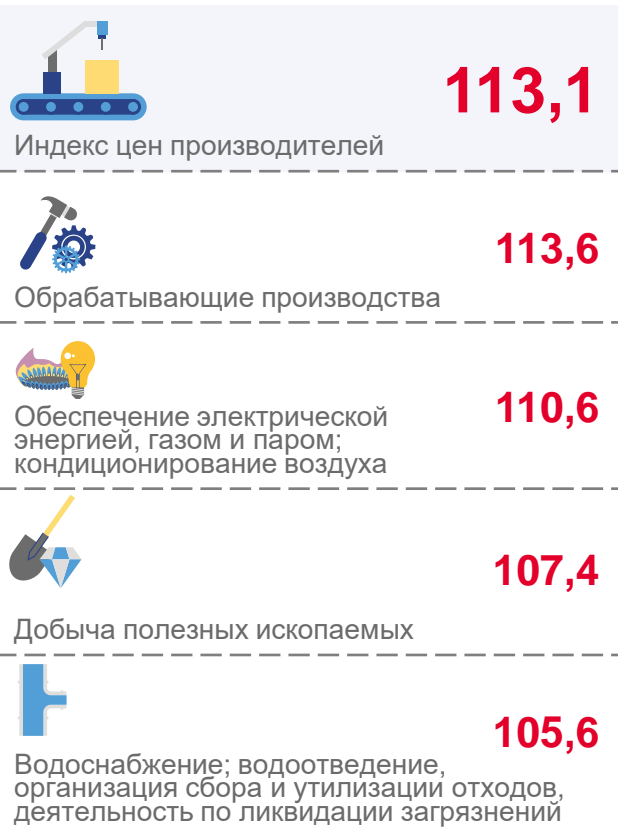 113,1
Индекс цен производителей
113,6
Обрабатывающие производства
110,6
Обеспечение электрической
энергией, газом и паром;
кондиционирование воздуха
107,4
Добыча полезных ископаемых
105,6
Водоснабжение; водоотведение,
организация сбора и утилизации отходов,
деятельность по ликвидации загрязнений